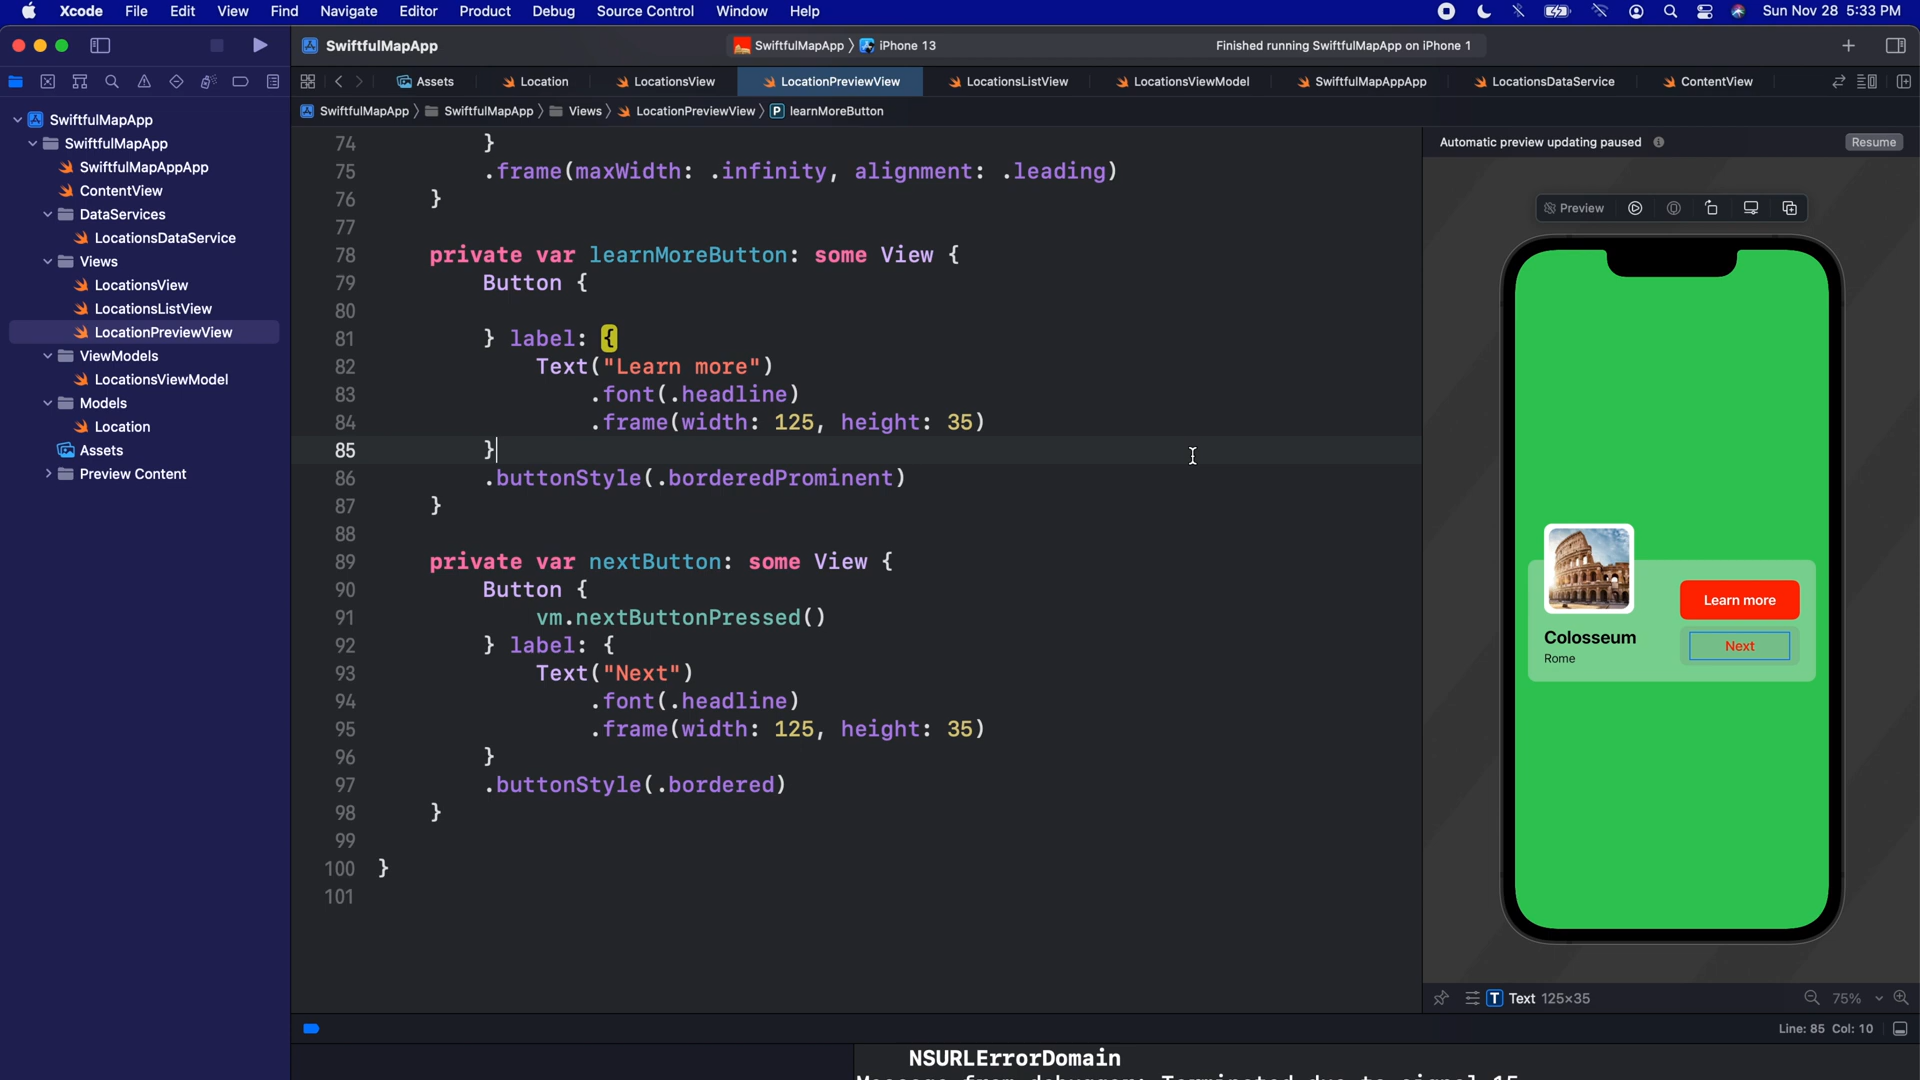 Xcode File Edit View Find Navigate Editor Product Debug Source Control Window Help Sun Nov 28 5:33 PM
SwiftfulMapApp SwiftfulMapApp iPhone 13 Finished running SwiftfulMapApp on iPhone 1
Assets Location LocationsView LocationPreviewView LocationsListView LocationsViewModel SwiftfulMapAppApp LocationsDataService ContentView
SwiftfulMapApp SwiftfulMapApp Views LocationPreviewView P learnMoreButton
SwiftfulMapApp
SwiftfulMapApp
SwiftfulMapAppApp
ContentView
DataServices
LocationsDataService
Views
LocationsView
LocationsListView
LocationPreviewView
ViewModels
LocationsViewModel
Models
Location
Assets
Preview Content
74 }
75 .frame(maxWidth: .infinity, alignment: .leading)
76 }
77
78 private var learnMoreButton: some View {
79 Button {
80
81 } label: {
82 Text("Learn more")
83 .font(.headline)
84 .frame(width: 125, height: 35)
85 }
86 .buttonStyle(.borderedProminent)
87 }
88
89 private var nextButton: some View {
90 Button {
91 vm.nextButtonPressed()
92 } label: {
93 Text("Next")
94 .font(.headline)
95 .frame(width: 125, height: 35)
96 }
97 .buttonStyle(.bordered)
98 }
99
100 }
101
Automatic preview updating paused Resume
Preview
Learn more
Colosseum
Next
Rome
T Text 125×35 75%
Line: 85 Col: 10
NSURLErrorDomain
Message from debugger: Terminated due to signal 15